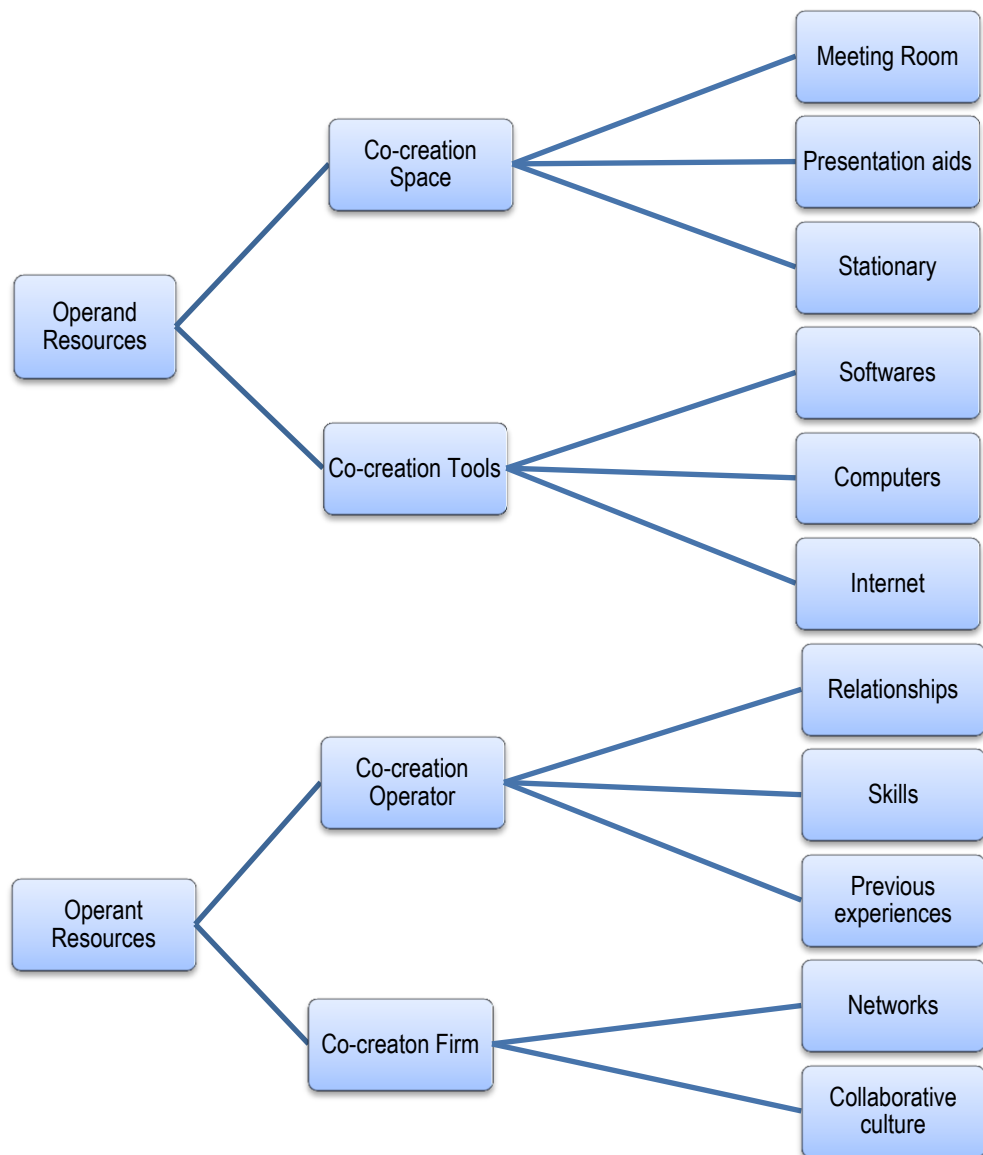 Meeting Room
Co-creation
Space
Presentation aids
Stationary
Operand
Resources
Softwares
Co-creation Tools
Computers
Internet
Relationships
Co-creation
Operator
Skills
Previous
experiences
Operant
Resources
Networks
Co-creaton Firm
Collaborative
culture